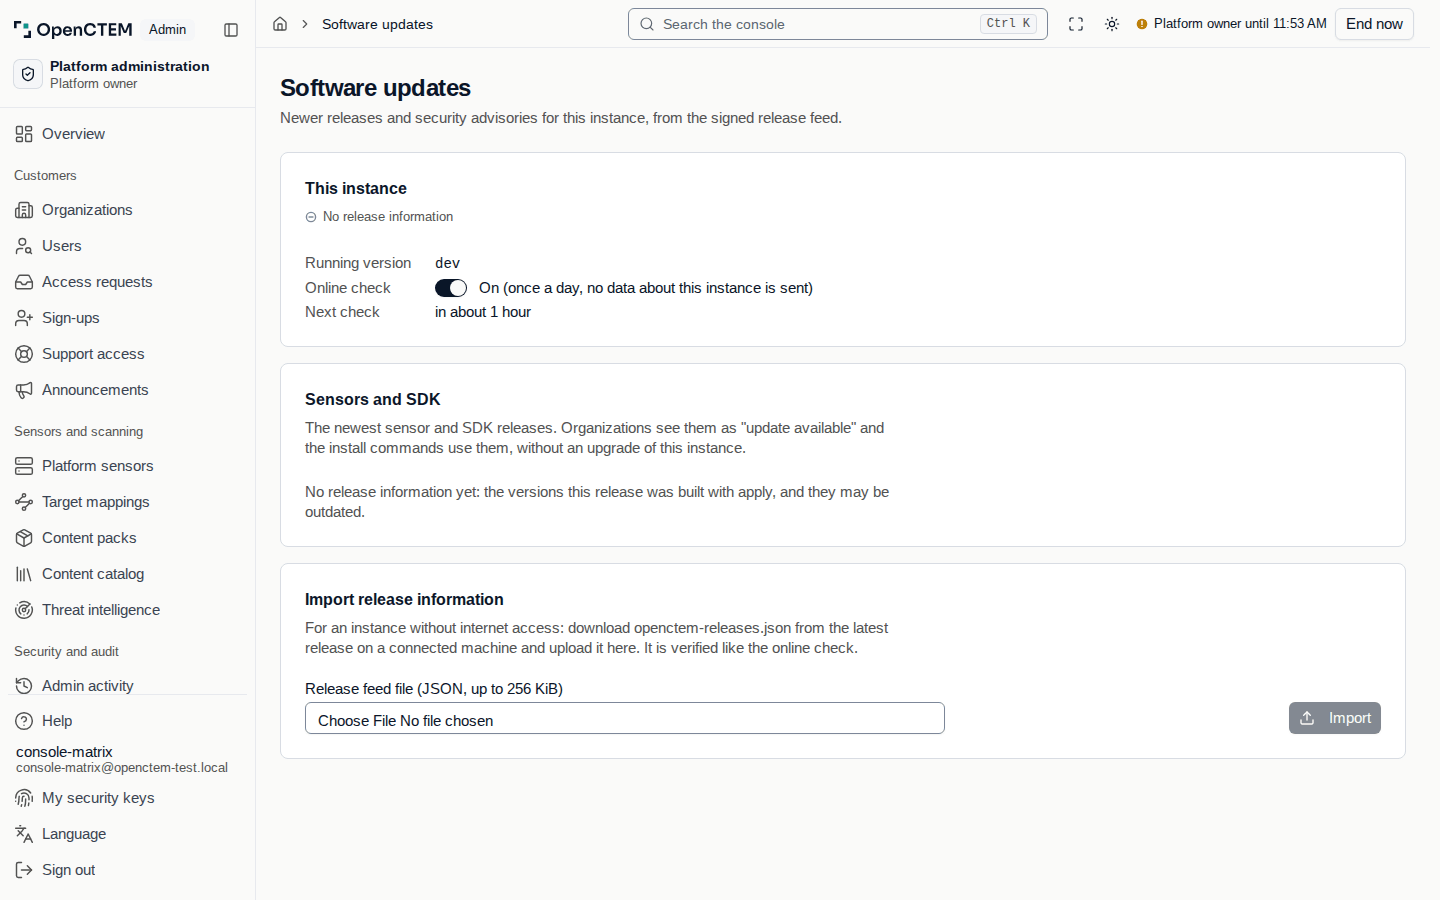 OpenCTEM
Admin
Platform administration
Platform owner
Overview
Customers
Organizations
Users
Access requests
Sign-ups
Support access
Announcements
Sensors and scanning
Platform sensors
Target mappings
Content packs
Content catalog
Threat intelligence
Security and audit
Admin activity
Help
console-matrix
console-matrix@openctem-test.local
My security keys
Language
Sign out
Software updates
Search the console
Ctrl K
Platform owner until 11:53 AM
End now
Software updates
Newer releases and security advisories for this instance, from the signed release feed.
This instance
No release information
Running version dev
Online check On (once a day, no data about this instance is sent)
Next check in about 1 hour
Sensors and SDK
The newest sensor and SDK releases. Organizations see them as "update available" and
the install commands use them, without an upgrade of this instance.
No release information yet: the versions this release was built with apply, and they may be
outdated.
Import release information
For an instance without internet access: download openctem-releases.json from the latest
release on a connected machine and upload it here. It is verified like the online check.
Release feed file (JSON, up to 256 KiB)
Choose File No file chosen
Import